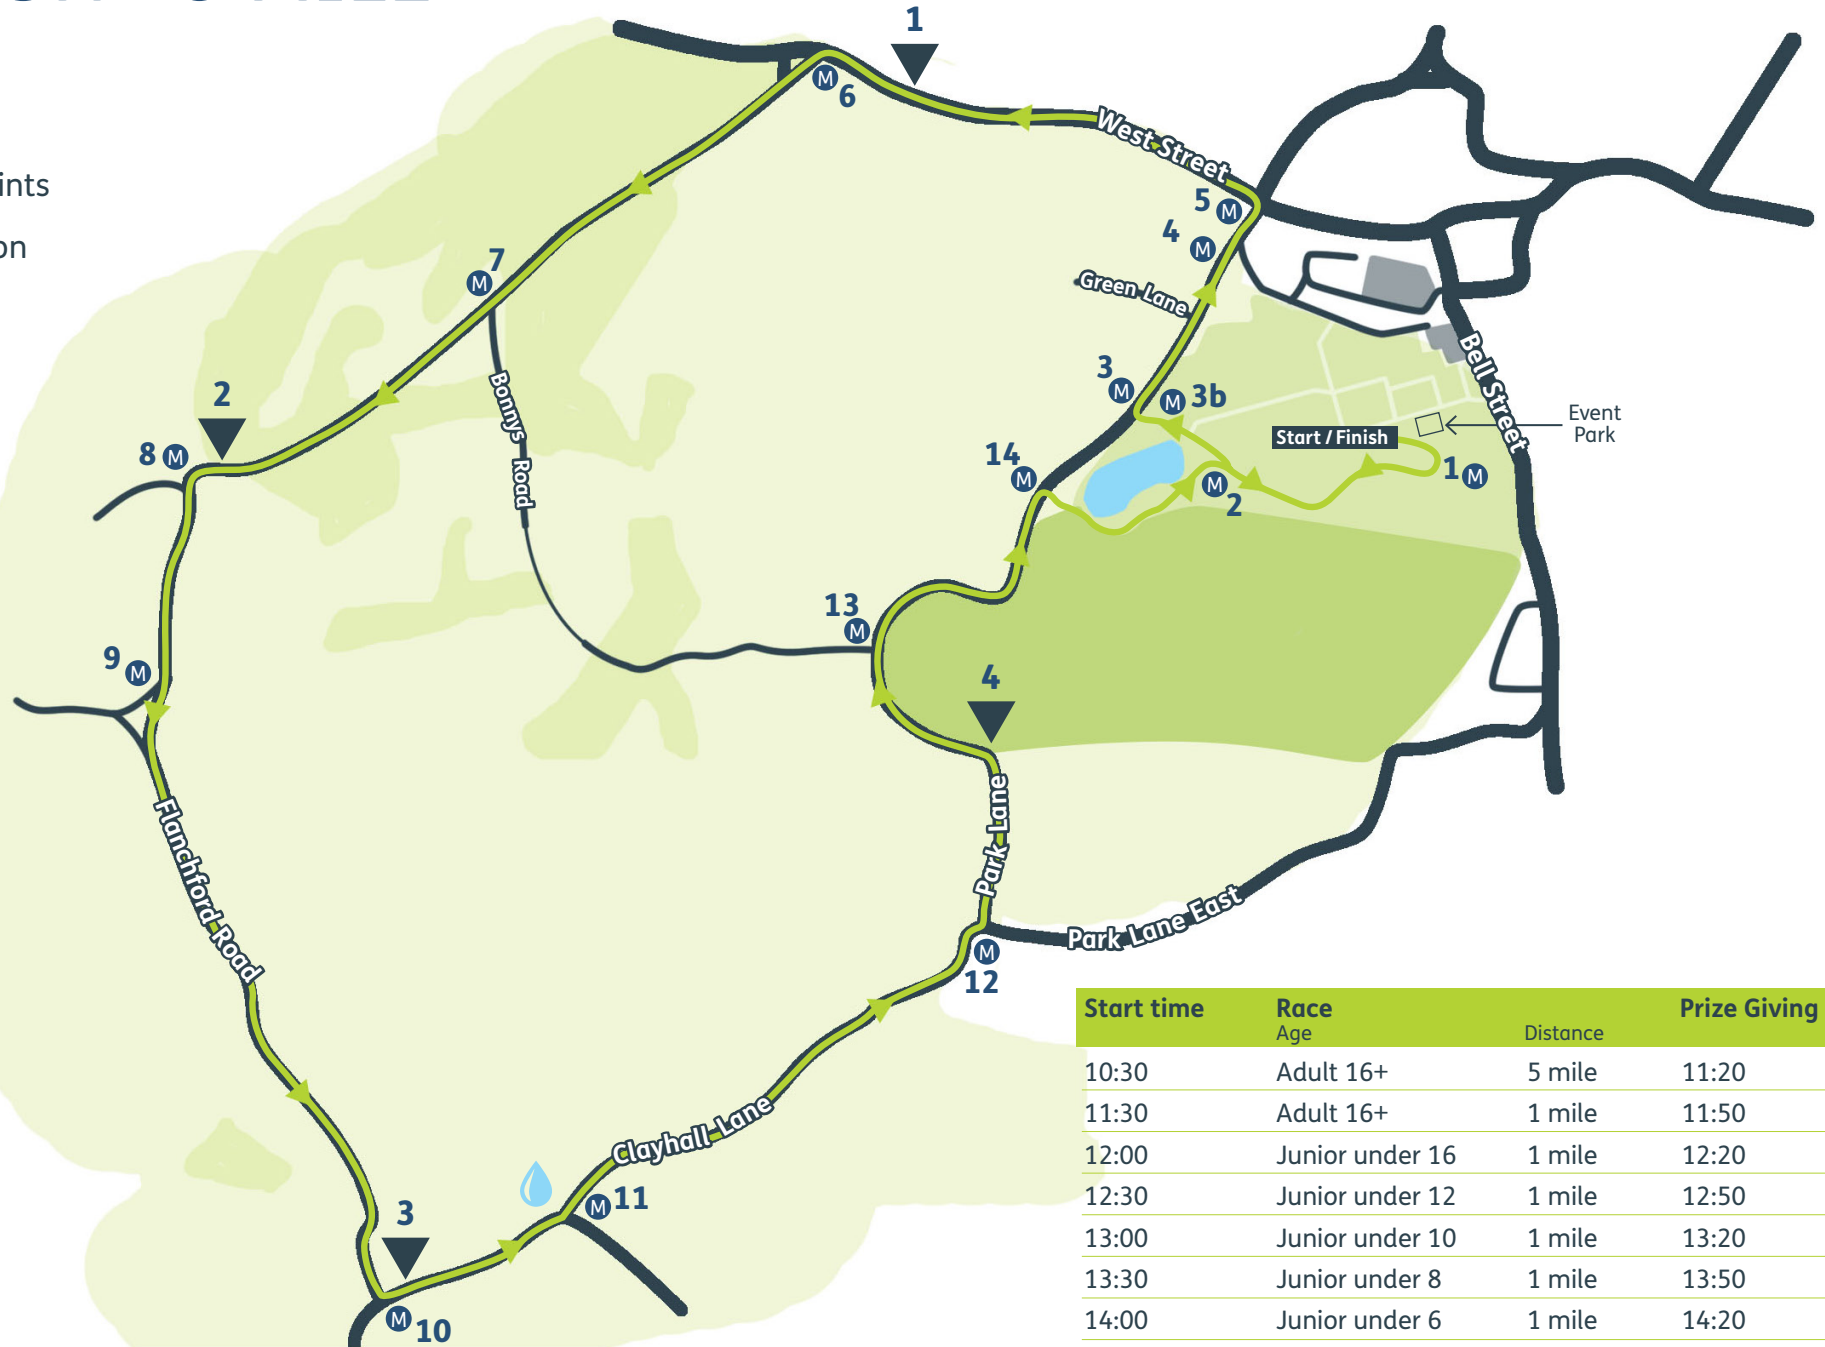 ints
on
1
M
6
West Street
5
M
4
M
Green Lane
7
M
Bonnys Road
3
M
M
3b
Bell Street
Event
Park
Start / Finish
1
M
2
8
M
14
M
M
2
13
M
9
M
4
Flanchford Road
Park Lane
Park Lane East
M
12
Clayhall Lane
M
11
3
M
10
Start time Race Prize Giving
Age Distance
10:30 Adult 16+ 5 mile 11:20
11:30 Adult 16+ 1 mile 11:50
12:00 Junior under 16 1 mile 12:20
12:30 Junior under 12 1 mile 12:50
13:00 Junior under 10 1 mile 13:20
13:30 Junior under 8 1 mile 13:50
14:00 Junior under 6 1 mile 14:20